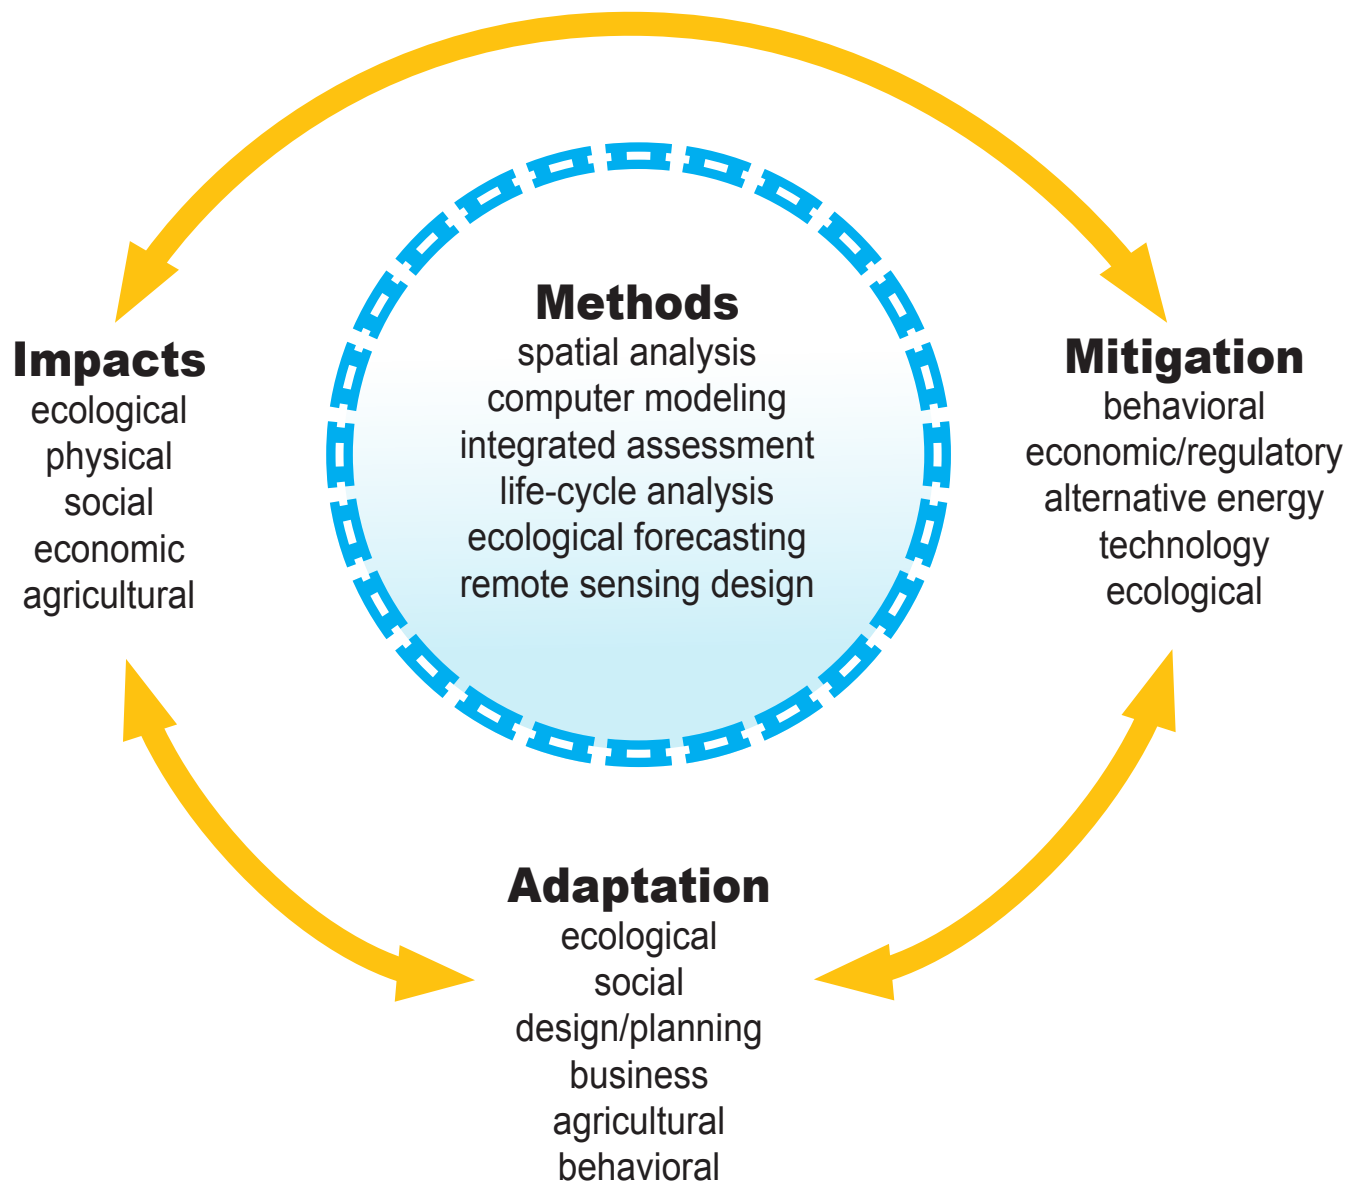 Methods
spatial analysis
computer modeling
integrated assessment
life-cycle analysis
ecological forecasting
remote sensing design
Impacts
ecological
physical
social
economic
agricultural
Mitigation
behavioral
economic/regulatory
alternative energy
technology
ecological
Adaptation
ecological
social
design/planning
business
agricultural
behavioral